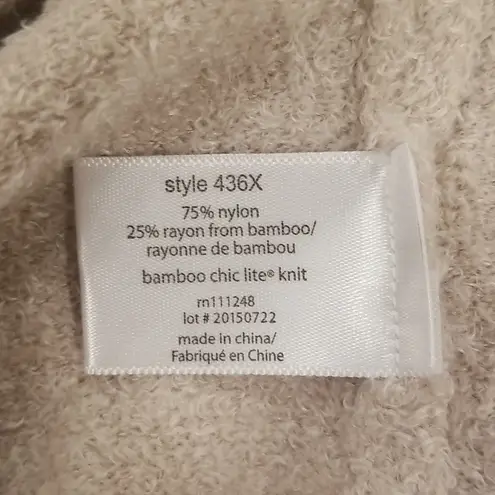 style 436X
75% nylon
25% rayon from bamboo/
rayonne de bambou
bamboo chic lite® knit
rn111248
lot # 20150722
made in china/
Fabriqué en Chine